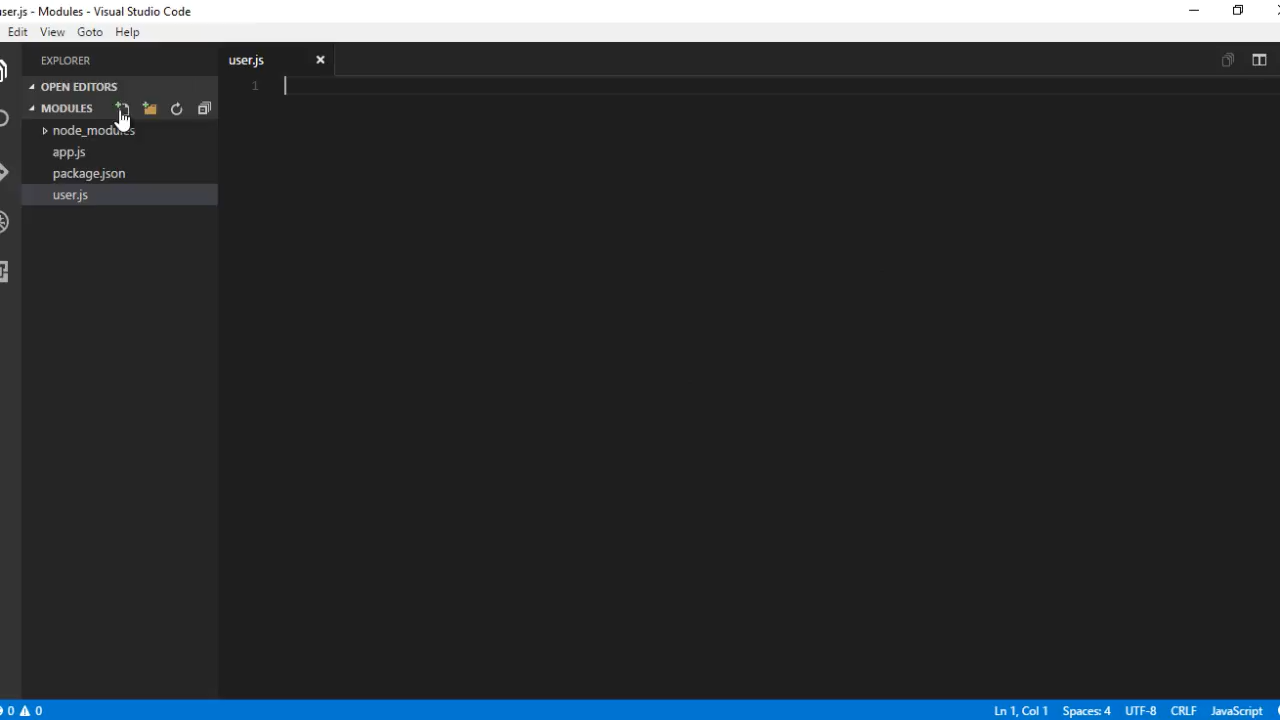 user.js - Modules - Visual Studio Code
Edit View Goto Help
EXPLORER
OPEN EDITORS
MODULES
node_modules
app.js
package.json
user.js
user.js
1
0 0
Ln 1, Col 1 Spaces: 4 UTF-8 CRLF JavaScript